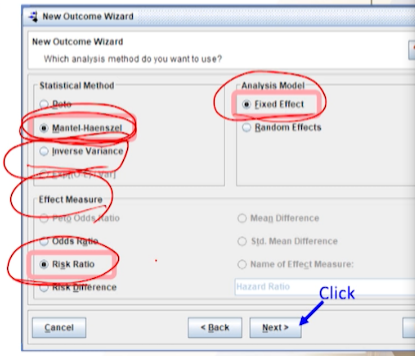 New Outcome Wizard
New Outcome Wizard
Which analysis method do you want to use?
Statistical Method
Peto
Mantel-Haenszel
Inverse Variance
Exp[(O-E) / Var]
Analysis Model
Fixed Effect
Random Effects
Effect Measure
Peto Odds Ratio
Odds Ratio
Risk Ratio
Risk Difference
Mean Difference
Std. Mean Difference
Name of Effect Measure:
Hazard Ratio
Click
Cancel
< Back
Next >